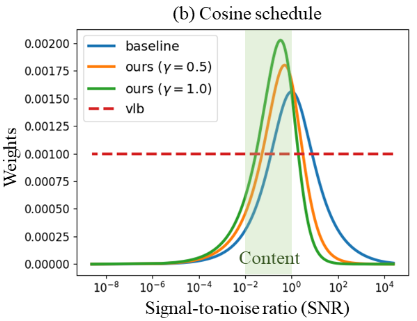 (b) Cosine schedule
baseline
ours (γ = 0.5)
ours (γ = 1.0)
vlb
Weights
0.00200
0.00175
0.00150
0.00125
0.00100
0.00075
0.00050
0.00025
0.00000
Content
10⁻⁸ 10⁻⁶ 10⁻⁴ 10⁻² 10⁰ 10² 10⁴
Signal-to-noise ratio (SNR)